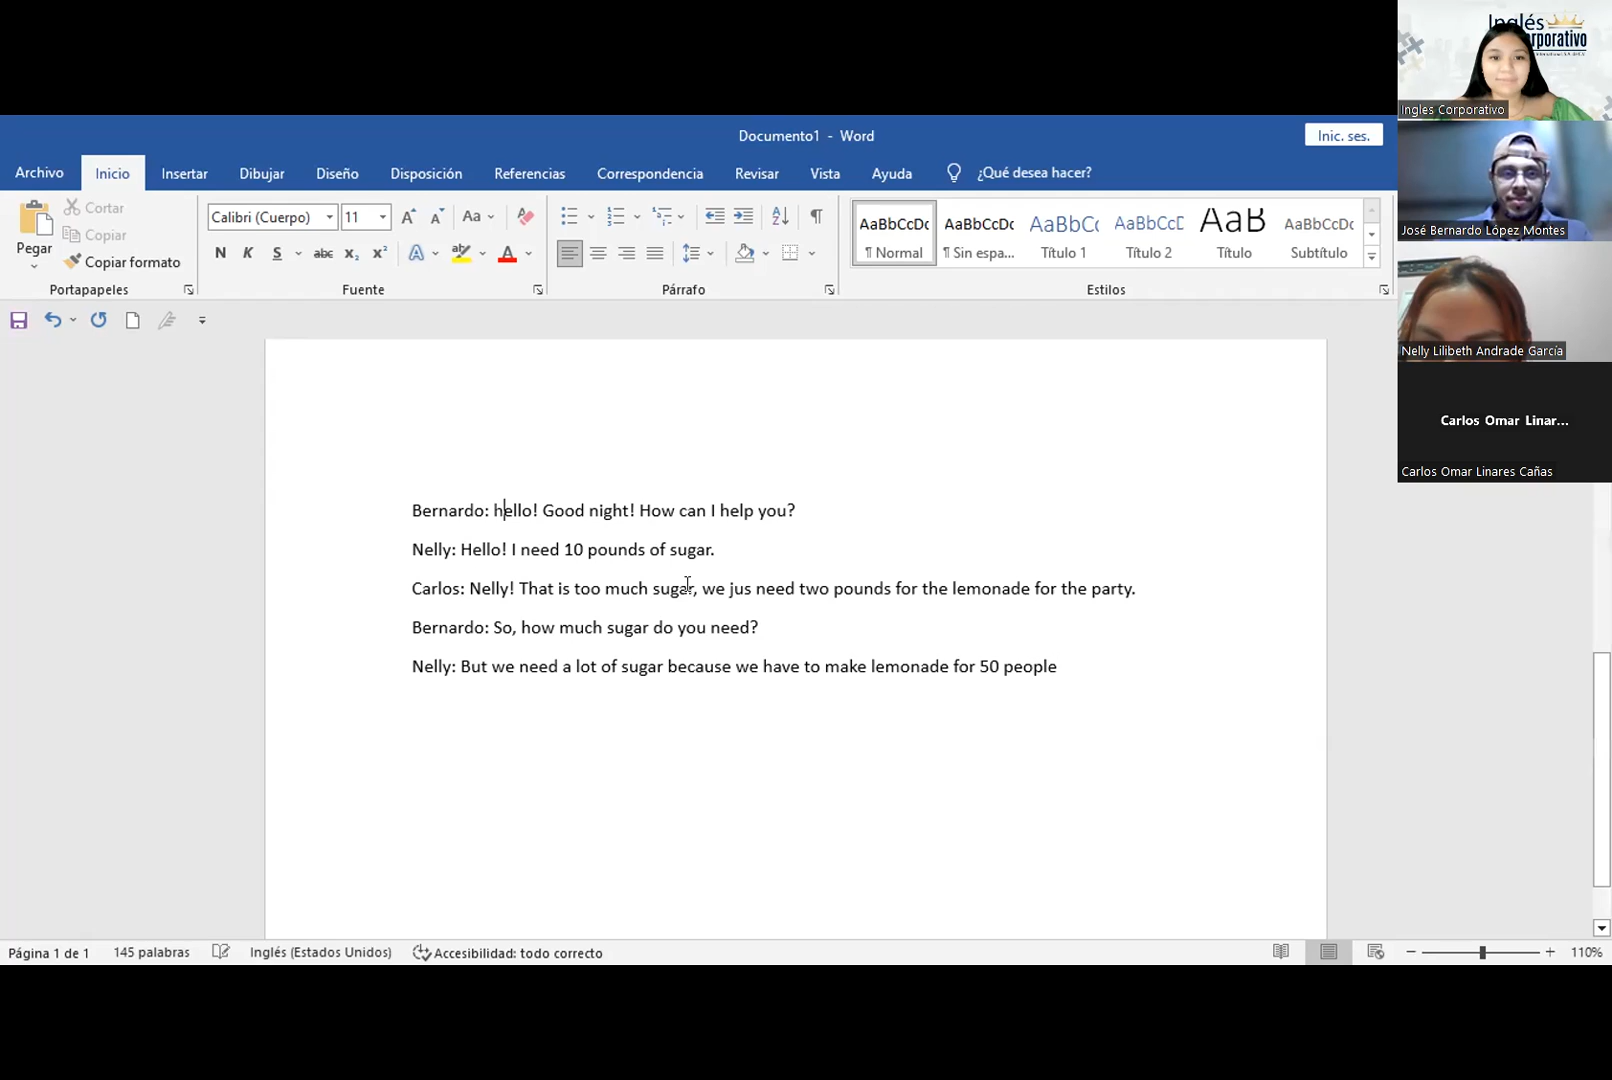 Inglés
Corporativo
Ingles Corporativo
Documento1 - Word
Inic. ses.
José Bernardo López Montes
Archivo Inicio Insertar Dibujar Diseño Disposición Referencias Correspondencia Revisar Vista Ayuda ¿Qué desea hacer?
Pegar
Cortar
Copiar
Copiar formato
Calibri (Cuerpo) 11
Aa
N K S abc x₂ x² A A
AaBbCcDc AaBbCcDc AaBbCc AaBbCcD AaB AaBbCcD
¶ Normal ¶ Sin espa... Título 1 Título 2 Título Subtítulo
Portapapeles Fuente Párrafo Estilos
Nelly Lilibeth Andrade García
Carlos Omar Linar...
Carlos Omar Linares Cañas
Bernardo: hello! Good night! How can I help you?
Nelly: Hello! I need 10 pounds of sugar.
Carlos: Nelly! That is too much sugar, we jus need two pounds for the lemonade for the party.
Bernardo: So, how much sugar do you need?
Nelly: But we need a lot of sugar because we have to make lemonade for 50 people
Página 1 de 1 145 palabras Inglés (Estados Unidos) Accesibilidad: todo correcto 110%